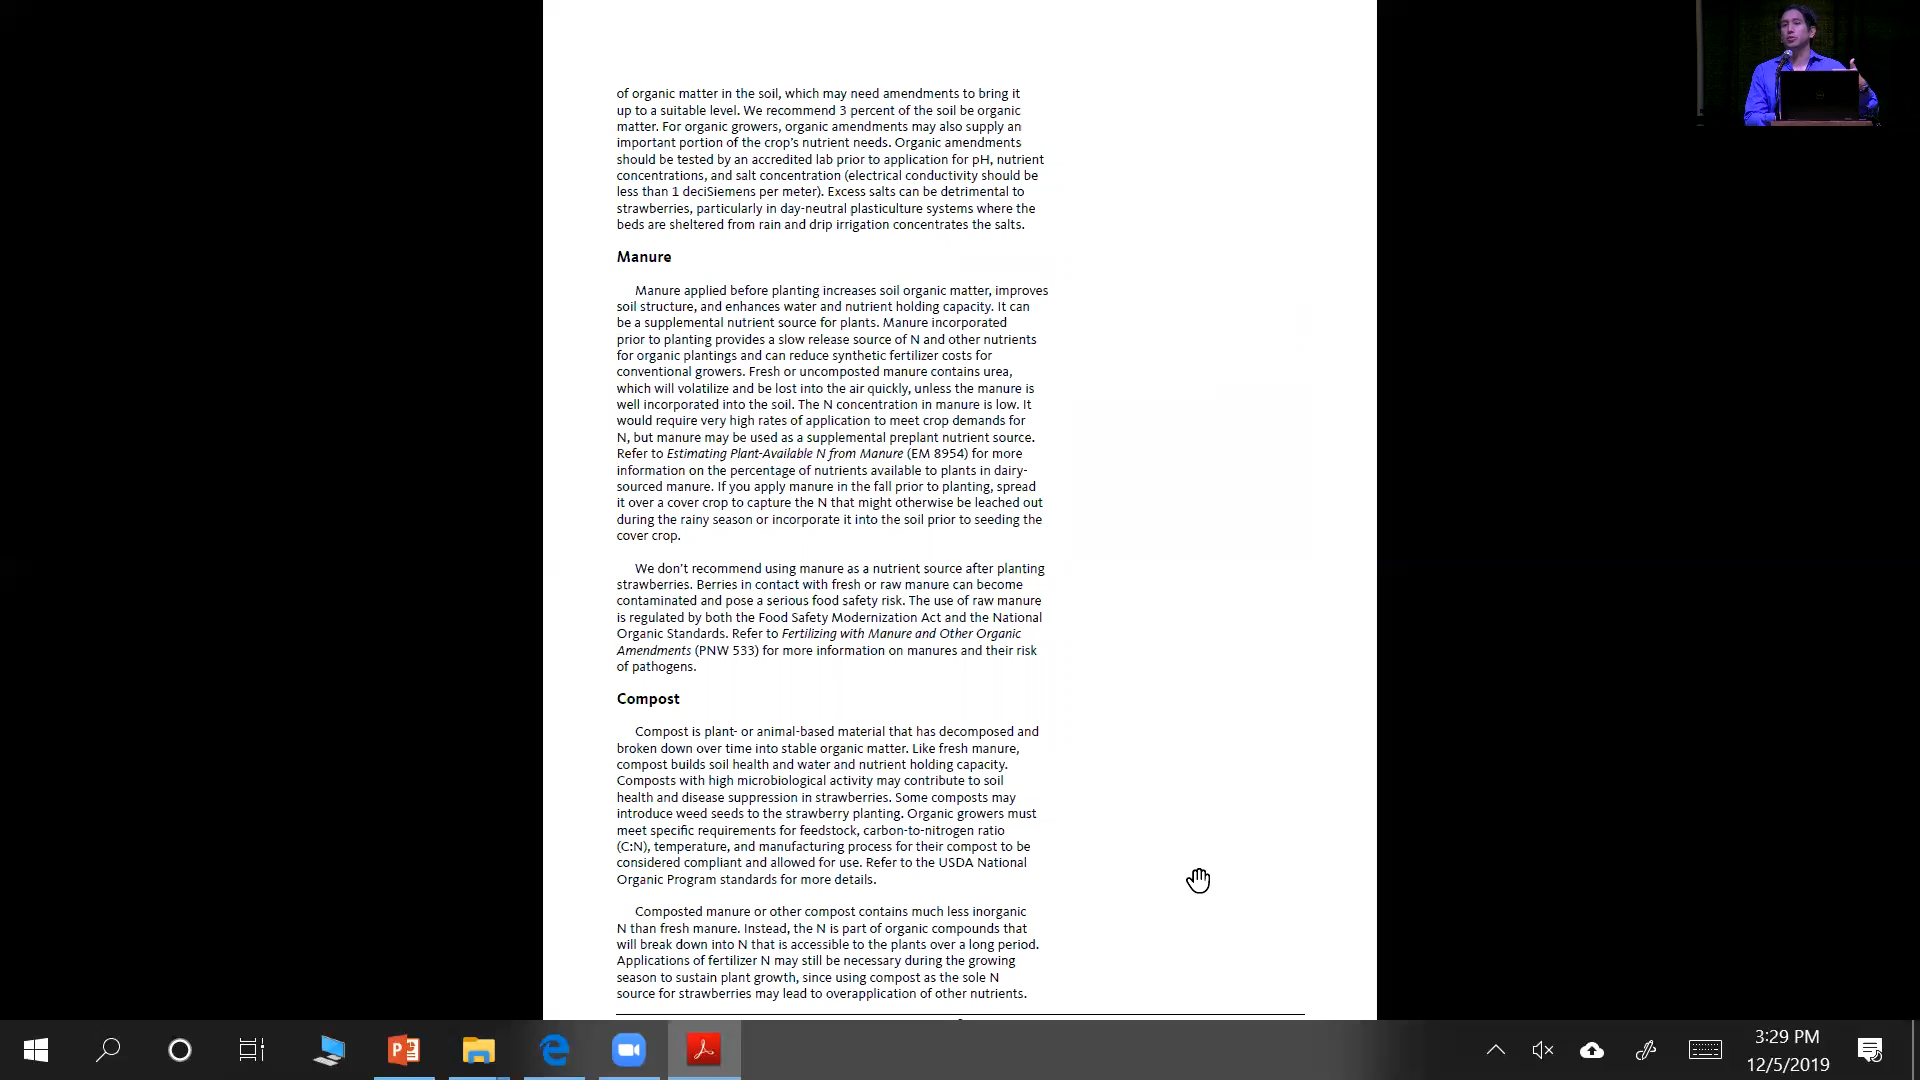 of organic matter in the soil, which may need amendments to bring it
up to a suitable level. We recommend 3 percent of the soil be organic
matter. For organic growers, organic amendments may also supply an
important portion of the crop’s nutrient needs. Organic amendments
should be tested by an accredited lab prior to application for pH, nutrient
concentrations, and salt concentration (electrical conductivity should be
less than 1 deciSiemens per meter). Excess salts can be detrimental to
strawberries, particularly in day-neutral plasticulture systems where the
beds are sheltered from rain and drip irrigation concentrates the salts.
Manure
Manure applied before planting increases soil organic matter, improves
soil structure, and enhances water and nutrient holding capacity. It can
be a supplemental nutrient source for plants. Manure incorporated
prior to planting provides a slow release source of N and other nutrients
for organic plantings and can reduce synthetic fertilizer costs for
conventional growers. Fresh or uncomposted manure contains urea,
which will volatilize and be lost into the air quickly, unless the manure is
well incorporated into the soil. The N concentration in manure is low. It
would require very high rates of application to meet crop demands for
N, but manure may be used as a supplemental preplant nutrient source.
Refer to Estimating Plant-Available N from Manure (EM 8954) for more
information on the percentage of nutrients available to plants in dairy-
sourced manure. If you apply manure in the fall prior to planting, spread
it over a cover crop to capture the N that might otherwise be leached out
during the rainy season or incorporate it into the soil prior to seeding the
cover crop.
We don’t recommend using manure as a nutrient source after planting
strawberries. Berries in contact with fresh or raw manure can become
contaminated and pose a serious food safety risk. The use of raw manure
is regulated by both the Food Safety Modernization Act and the National
Organic Standards. Refer to Fertilizing with Manure and Other Organic
Amendments (PNW 533) for more information on manures and their risk
of pathogens.
Compost
Compost is plant- or animal-based material that has decomposed and
broken down over time into stable organic matter. Like fresh manure,
compost builds soil health and water and nutrient holding capacity.
Composts with high microbiological activity may contribute to soil
health and disease suppression in strawberries. Some composts may
introduce weed seeds to the strawberry planting. Organic growers must
meet specific requirements for feedstock, carbon-to-nitrogen ratio
(C:N), temperature, and manufacturing process for their compost to be
considered compliant and allowed for use. Refer to the USDA National
Organic Program standards for more details.
Composted manure or other compost contains much less inorganic
N than fresh manure. Instead, the N is part of organic compounds that
will break down into N that is accessible to the plants over a long period.
Applications of fertilizer N may still be necessary during the growing
season to sustain plant growth, since using compost as the sole N
source for strawberries may lead to overapplication of other nutrients.
3:29 PM
12/5/2019